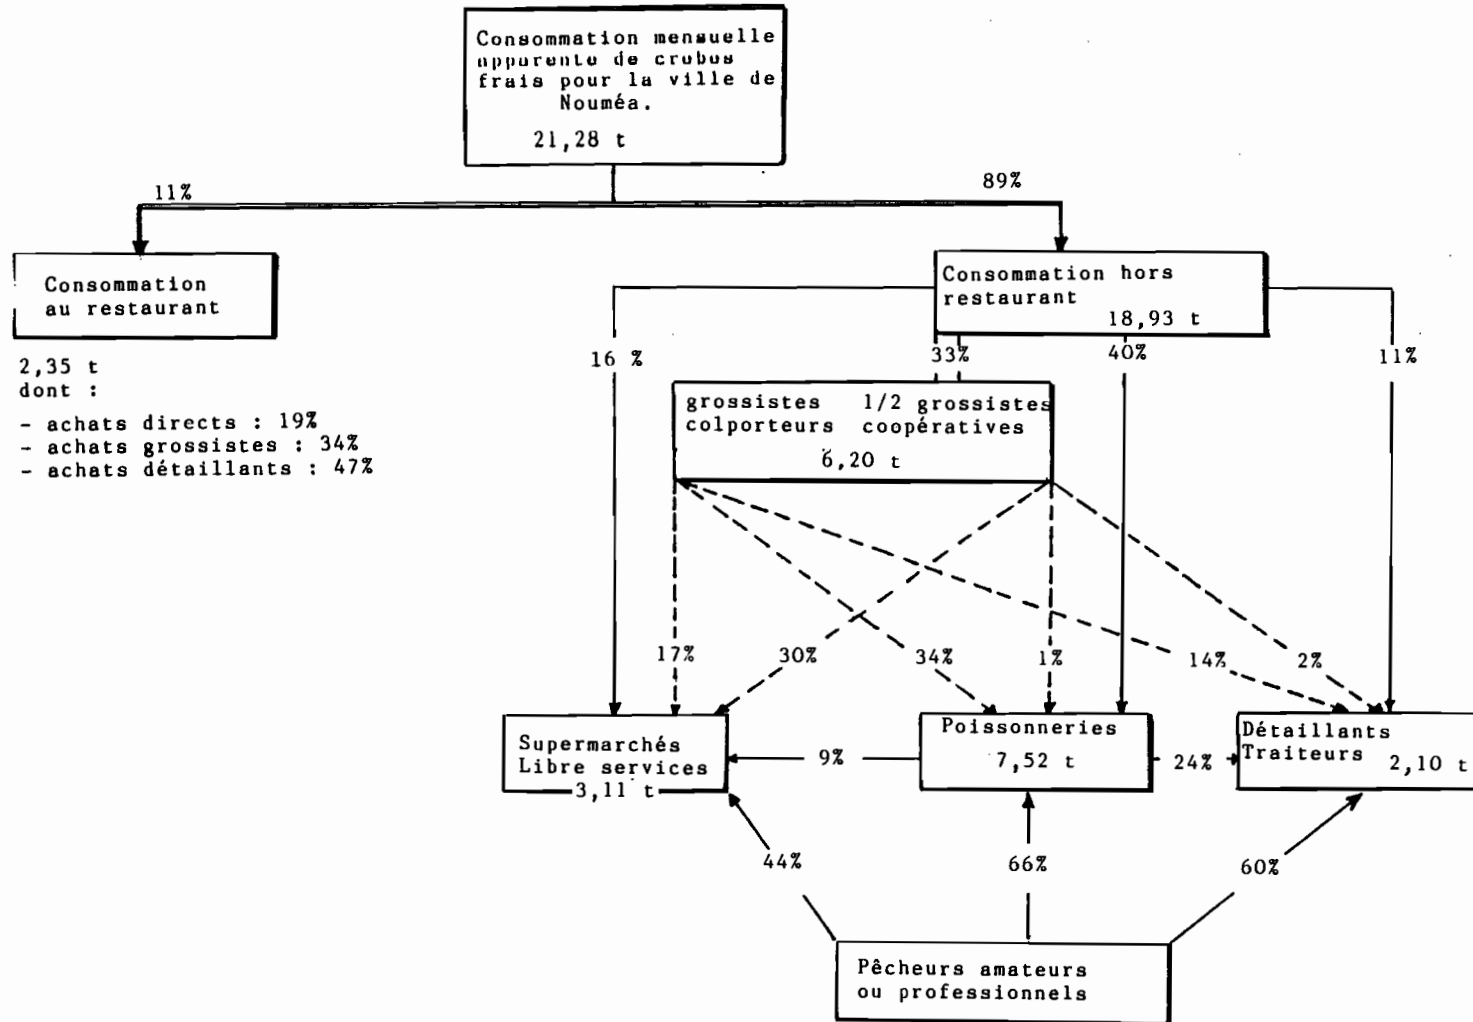 Consommation mensuelle
apparente de crabes
frais pour la ville de
Nouméa.
21,28 t
11%
89%
Consommation
au restaurant
Consommation hors
restaurant
18,93 t
2,35 t
dont :
- achats directs : 19%
- achats grossistes : 34%
- achats détaillants : 47%
16 %
33%
40%
11%
grossistes 1/2 grossistes
colporteurs coopératives
6,20 t
17%
30%
34%
1%
14%
2%
Supermarchés
Libre services
3,11 t
9%
Poissonneries
7,52 t
24%
Détaillants
Traiteurs 2,10 t
44%
66%
60%
Pêcheurs amateurs
ou professionnels